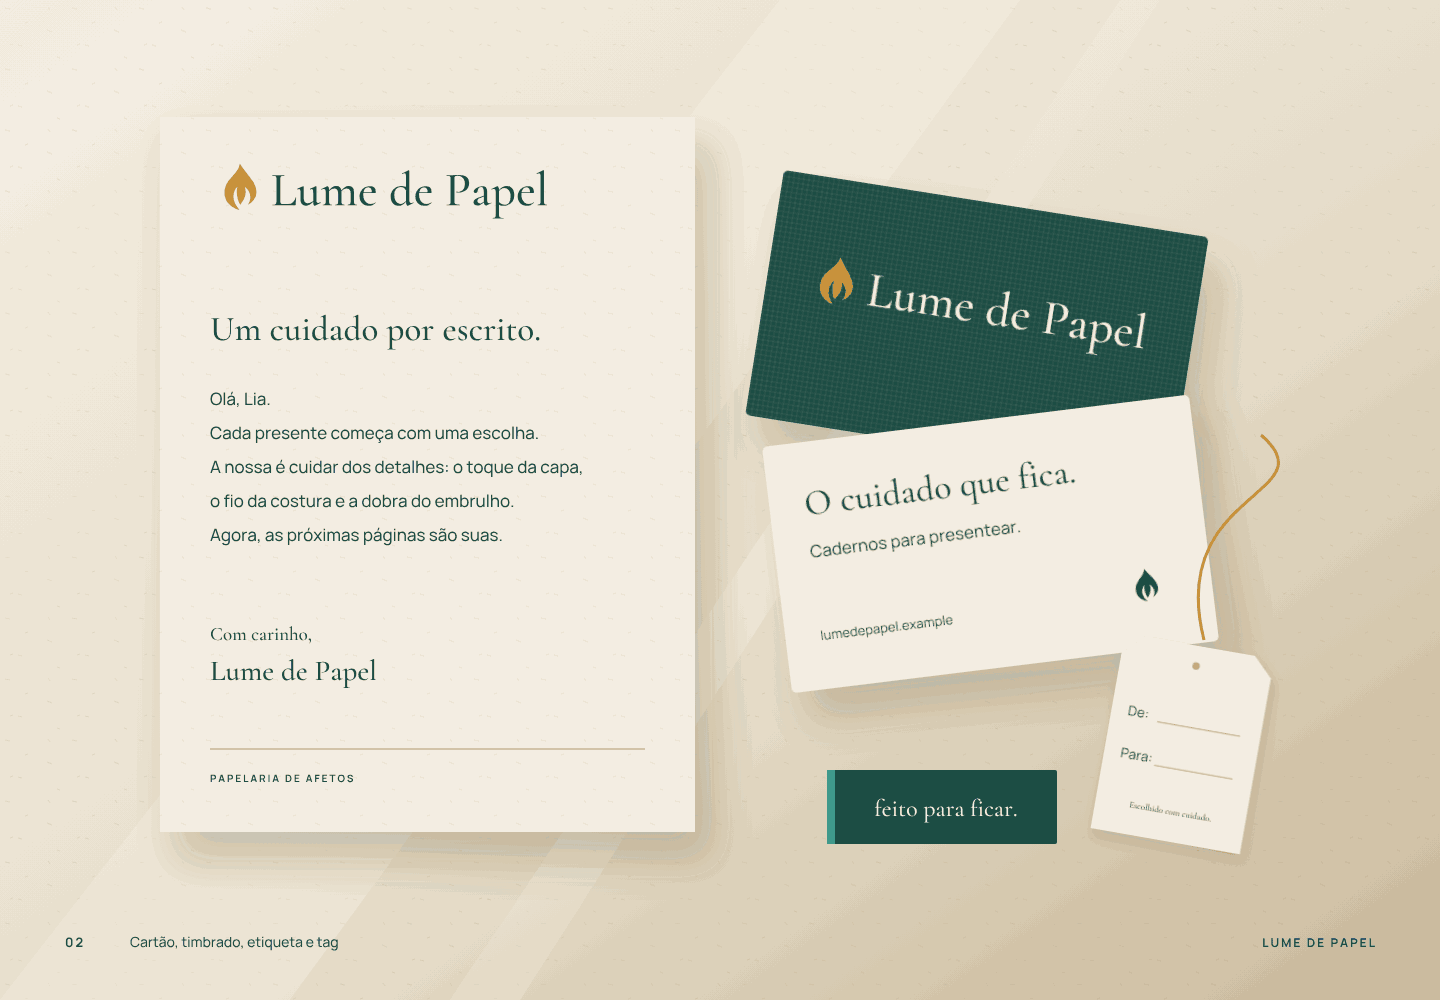 Lume de Papel
Um cuidado por escrito.
Olá, Lia.
Cada presente começa com uma escolha.
A nossa é cuidar dos detalhes: o toque da capa,
o fio da costura e a dobra do embrulho.
Agora, as próximas páginas são suas.
Com carinho,
Lume de Papel
PAPELARIA DE AFETOS
Lume de Papel
O cuidado que fica.
Cadernos para presentear.
lumedepapel.example
De:
Para:
Escolhido com cuidado.
feito para ficar.
02
Cartão, timbrado, etiqueta e tag
LUME DE PAPEL